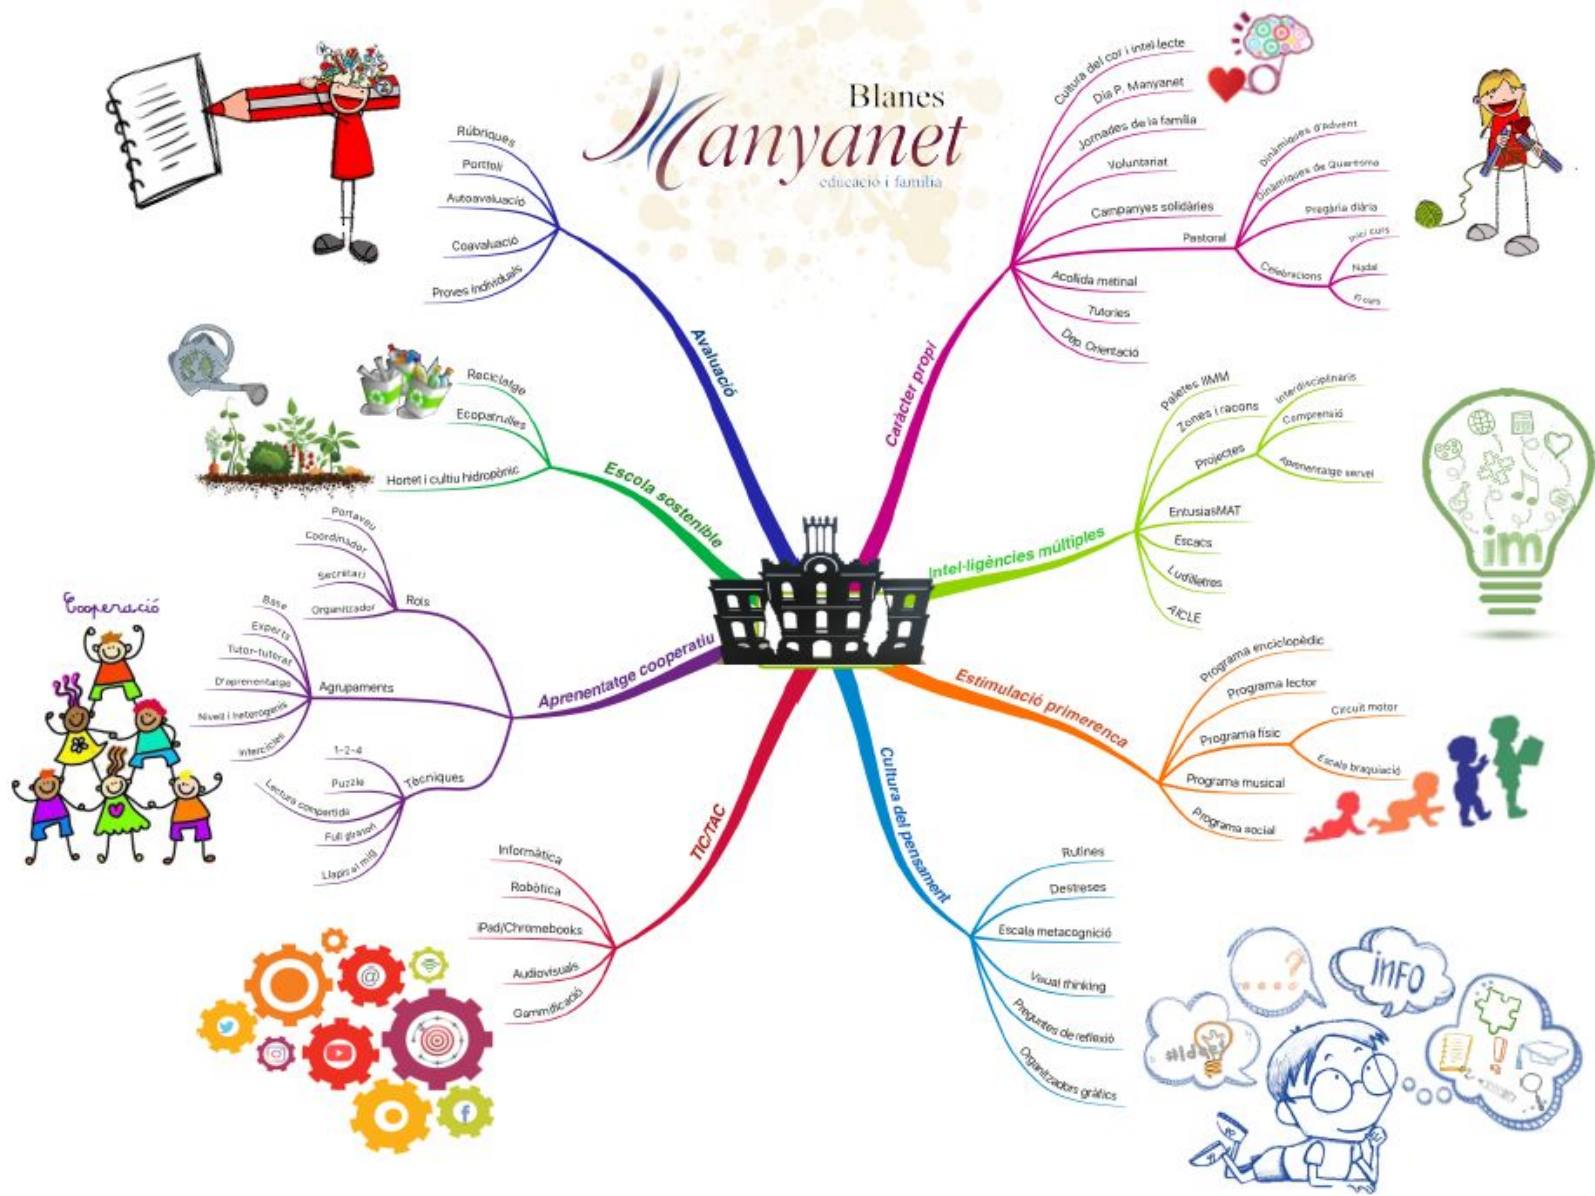 Blanes
Manyanet
educació i família
Caràcter propi
Cultura del cor i intel·lecte
Dia P. Manyanet
Jornades de la família
Voluntariat
Campanyes solidàries
Pastoral
Dinàmiques d'Advent
Dinàmiques de Quaresma
Pregària diària
Celebracions
Inici curs
Nadal
Fi curs
Acollida matinal
Tutories
Dep. Orientació
Intel·ligències múltiples
Paletes IIMM
Zones i racons
Projectes
Interdisciplinaris
Comprensió
Aprenentatge servei
EntusiasMAT
Escacs
Ludilletres
AICLE
im
Estimulació primerenca
Programa enciclopèdic
Programa lector
Programa físic
Circuit motor
Escala braquiació
Programa musical
Programa social
Cultura del pensament
Rutines
Destreses
Escala metacognició
Visual thinking
Preguntes de reflexió
Organitzadors gràfics
INFO
TIC/TAC
Informàtica
Robòtica
iPad/Chromebooks
Audiovisuals
Gammificació
Aprenentatge cooperatiu
Rols
Portaveu
Coordinador
Secretari
Organitzador
Agrupaments
Base
Experts
Tutor-tutorat
D'aprenentatge
Nivell i heterogenis
Intercicles
Tècniques
1-2-4
Puzzle
Lectura compartida
Full giratori
Llapis al mig
Cooperació
Escola sostenible
Reciclatge
Ecopatrulles
Hortet i cultiu hidropònic
Avaluació
Rúbriques
Portfoli
Autoavaluació
Coavaluació
Proves individuals